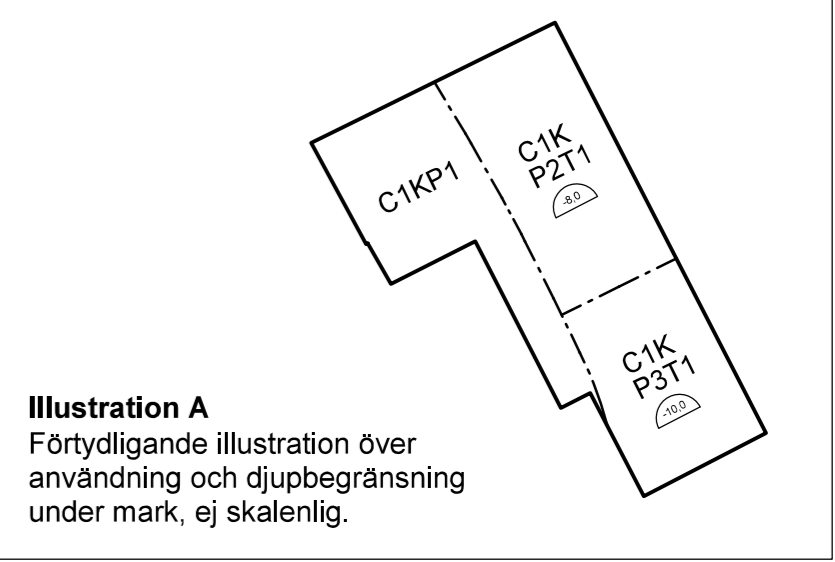 C1KP1
C1K
P2T1
-8,0
C1K
P3T1
-10,0
Illustration A
Förtydligande illustration över
användning och djupbegränsning
under mark, ej skalenlig.